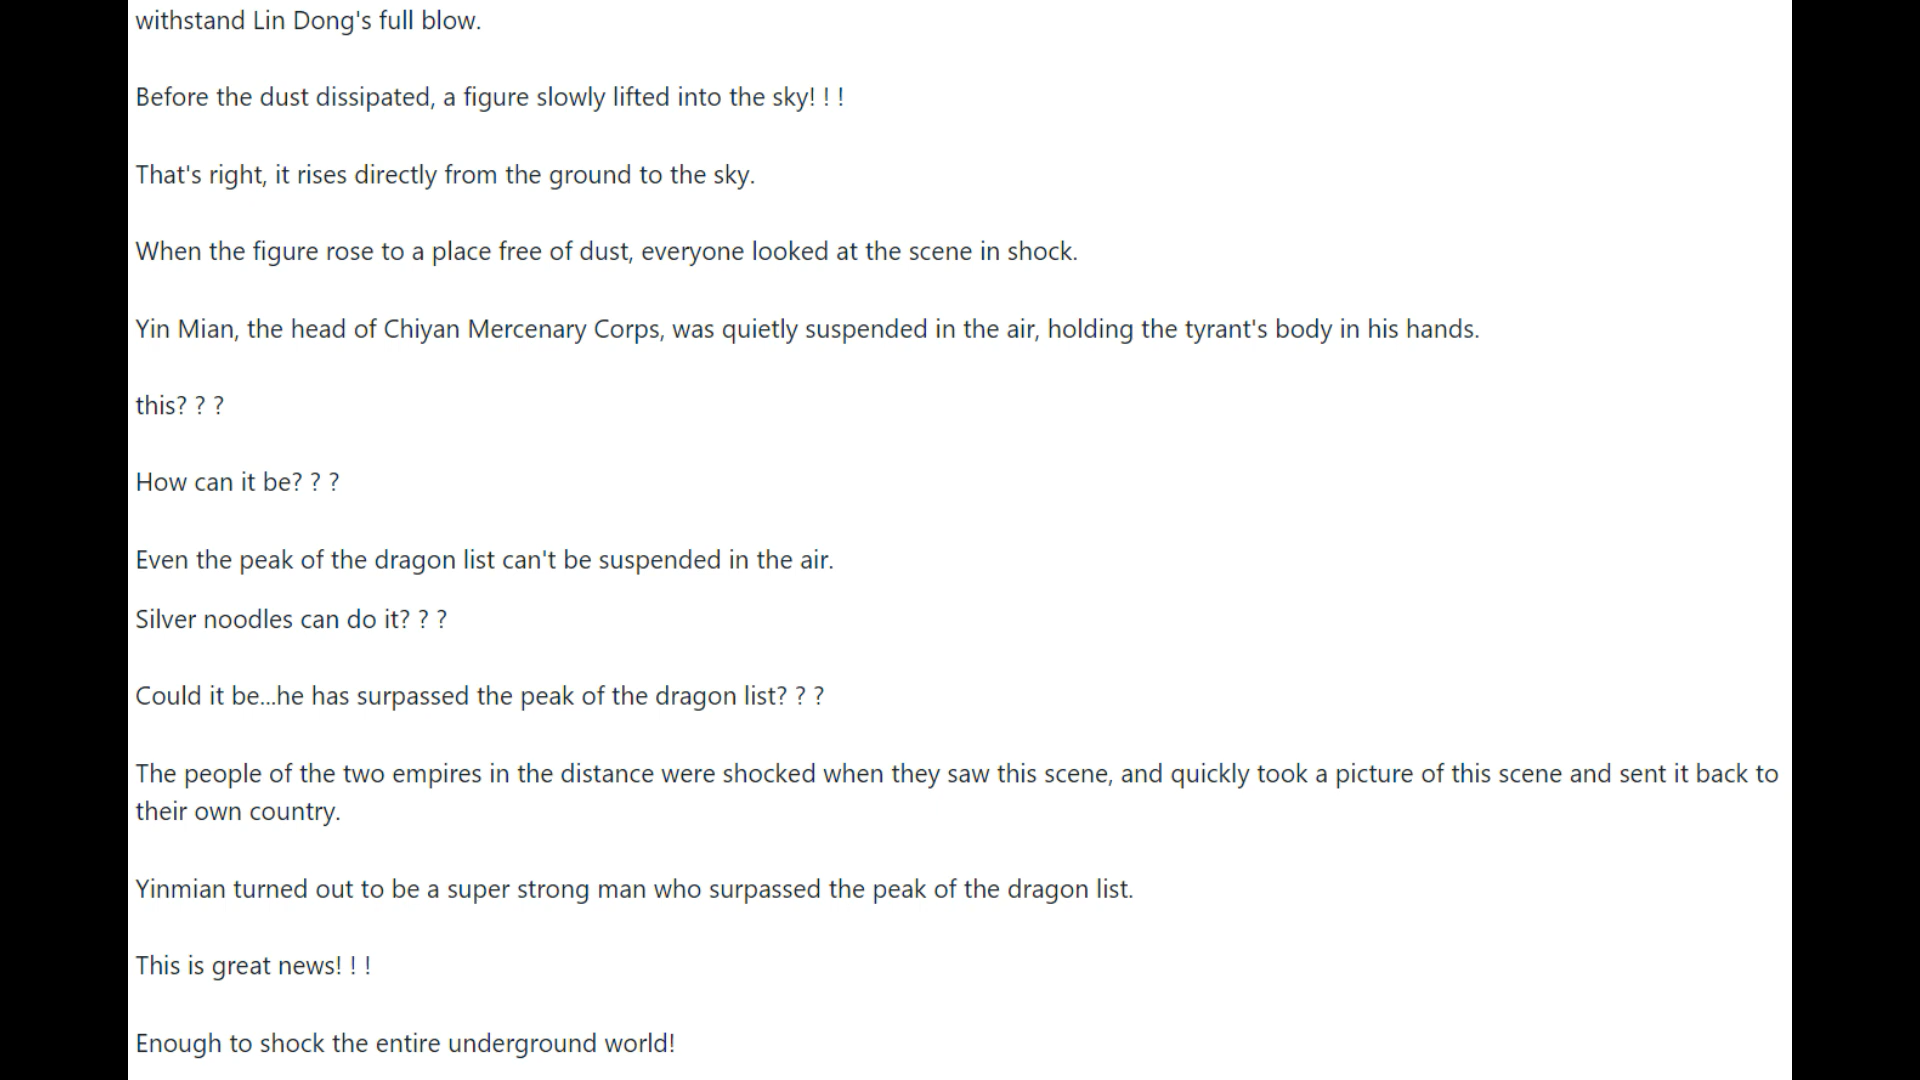 withstand Lin Dong's full blow.
Before the dust dissipated, a figure slowly lifted into the sky! ! !
That's right, it rises directly from the ground to the sky.
When the figure rose to a place free of dust, everyone looked at the scene in shock.
Yin Mian, the head of Chiyan Mercenary Corps, was quietly suspended in the air, holding the tyrant's body in his hands.
this? ? ?
How can it be? ? ?
Even the peak of the dragon list can't be suspended in the air.
Silver noodles can do it? ? ?
Could it be...he has surpassed the peak of the dragon list? ? ?
The people of the two empires in the distance were shocked when they saw this scene, and quickly took a picture of this scene and sent it back to
their own country.
Yinmian turned out to be a super strong man who surpassed the peak of the dragon list.
This is great news! ! !
Enough to shock the entire underground world!